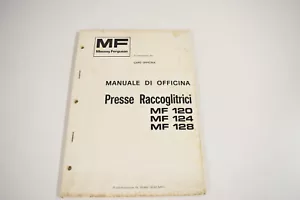 MF
Massey Ferguson
MANUALE DI OFFICINA
Presse Raccoglitrici
MF 120
MF 124
MF 128